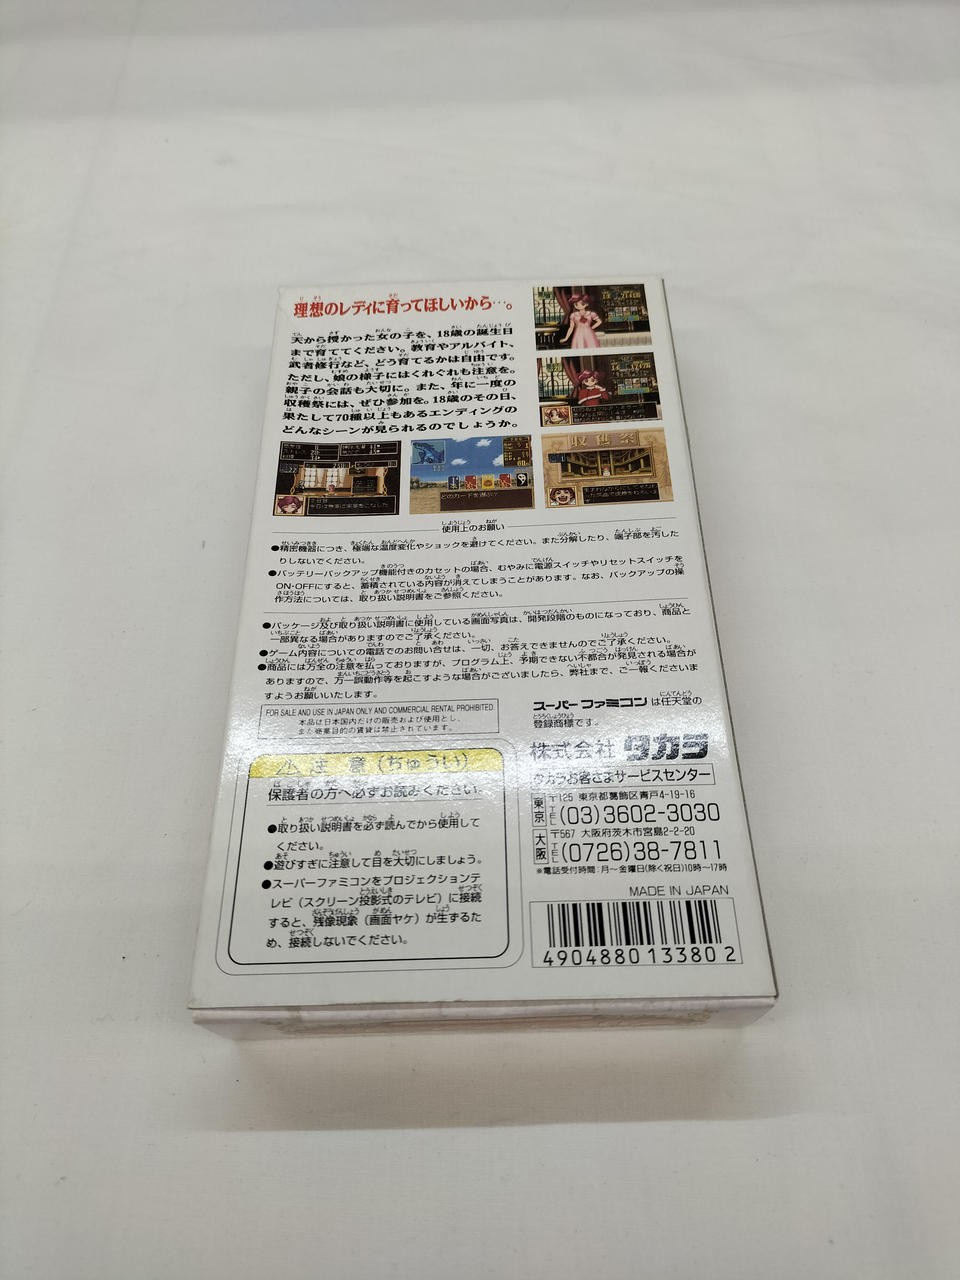 理想のレディに育ってほしいから…。
天から授かった女の子を、18歳の誕生日
まで育ててください。教育やアルバイト、
武者修行など、どう育てるかは自由です。
ただし、娘の様子にはくれぐれも注意を。
親子の会話も大切に。また、年に一度の
収穫祭には、ぜひ参加を。18歳のその日、
果たして70種以上もあるエンディングの
どんなシーンが見られるのでしょうか。
収穫祭
どのカードを選ぶ?
使用上のお願い
●精密機器につき、極端な温度変化やショックを避けてください。また分解したり、端子部を汚した
りしないでください。
●バッテリーバックアップ機能付きのカセットの場合、むやみに電源スイッチやリセットスイッチを
ON・OFFにすると、蓄積されている内容が消えてしまうことがあります。なお、バックアップの操
作方法については、取り扱い説明書をご参照ください。
●パッケージ及び取り扱い説明書に使用している画面写真は、開発段階のものになっており、商品と
一部異なる場合がありますのでご了承ください。
●ゲーム内容についての電話でのお問い合せは、一切、お答えできませんのでご了承ください。
●商品には万全の注意を払っておりますが、プログラム上、予期できない不都合が発見される場合が
ありますので、万一誤動作等を起こすような場合がございましたら、弊社まで、ご一報くださいま
すようお願いいたします。
FOR SALE AND USE IN JAPAN ONLY AND COMMERCIAL RENTAL PROHIBITED.
本品は日本国内だけの販売および使用とし、
また商業目的の賃貸は禁止されています。
スーパーファミコンは任天堂の
登録商標です。
株式会社 タカラ
タカラお客さまサービスセンター
東京 〒125 東京都葛飾区青戸4-19-16
TEL (03)3602-3030
大阪 〒567 大阪府茨木市宮島2-2-20
TEL (0726)38-7811
*電話受付時間:月〜金曜日(除く祝日)10時〜17時
MADE IN JAPAN
4904880133802
⚠注意(ちゅうい)
保護者の方へ必ずお読みください。
●取り扱い説明書を必ず読んでから使用して
ください。
●遊びすぎに注意して目を大切にしましょう。
●スーパーファミコンをプロジェクションテ
レビ(スクリーン投影式のテレビ)に接続
すると、残像現象(画面ヤケ)が生ずるた
め、接続しないでください。